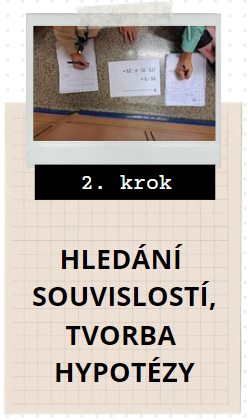 2. krok
HLEDÁNÍ
SOUVISLOSTÍ,
TVORBA
HYPOTÉZY